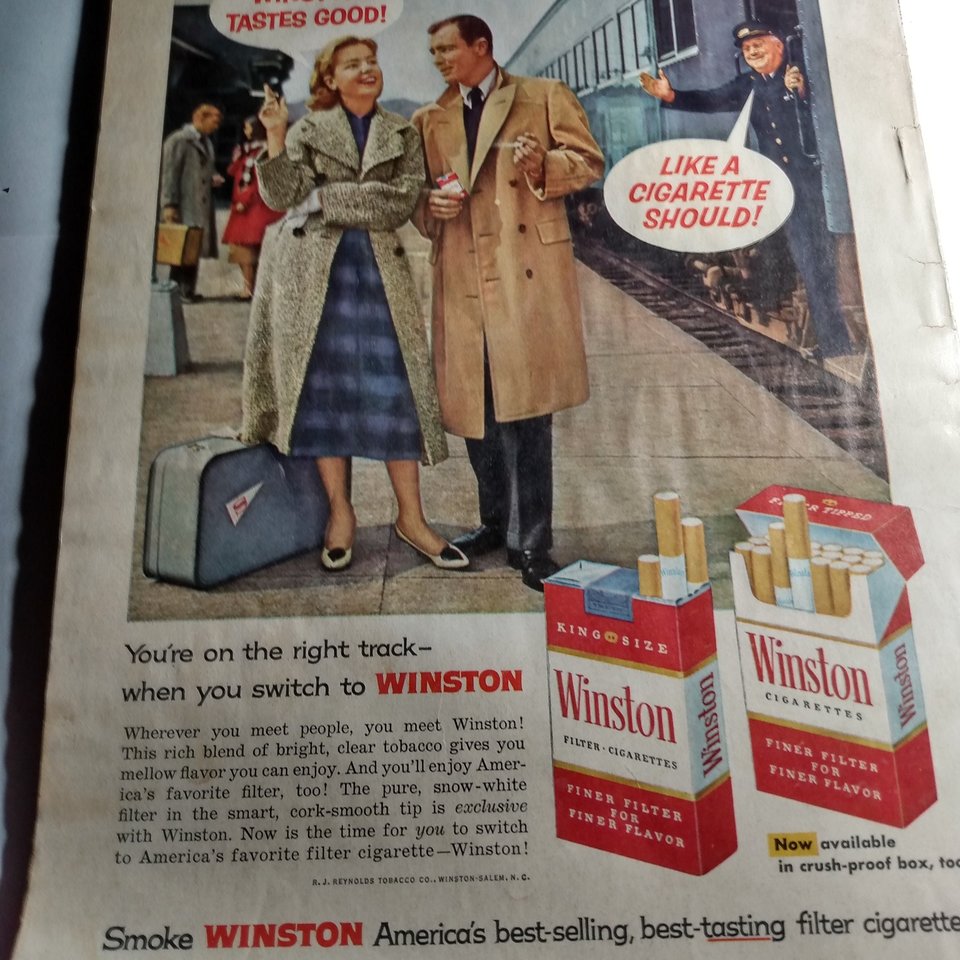 TASTES GOOD!
LIKE A
CIGARETTE
SHOULD!
You're on the right track—
when you switch to WINSTON
Wherever you meet people, you meet Winston!
This rich blend of bright, clear tobacco gives you
mellow flavor you can enjoy. And you'll enjoy Amer-
ica's favorite filter, too! The pure, snow-white
filter in the smart, cork-smooth tip is exclusive
with Winston. Now is the time for you to switch
to America's favorite filter cigarette—Winston!
R. J. REYNOLDS TOBACCO CO., WINSTON-SALEM, N. C.
KING SIZE
Winston
FILTER · CIGARETTES
FINER FILTER
FOR
FINER FLAVOR
Winston
Winston
TIPPED
Winston
Winston
CIGARETTES
FINER FILTER
FOR
FINER FLAVOR
Winston
Now available
in crush-proof box, too
Smoke WINSTON America's best-selling, best-tasting filter cigarette